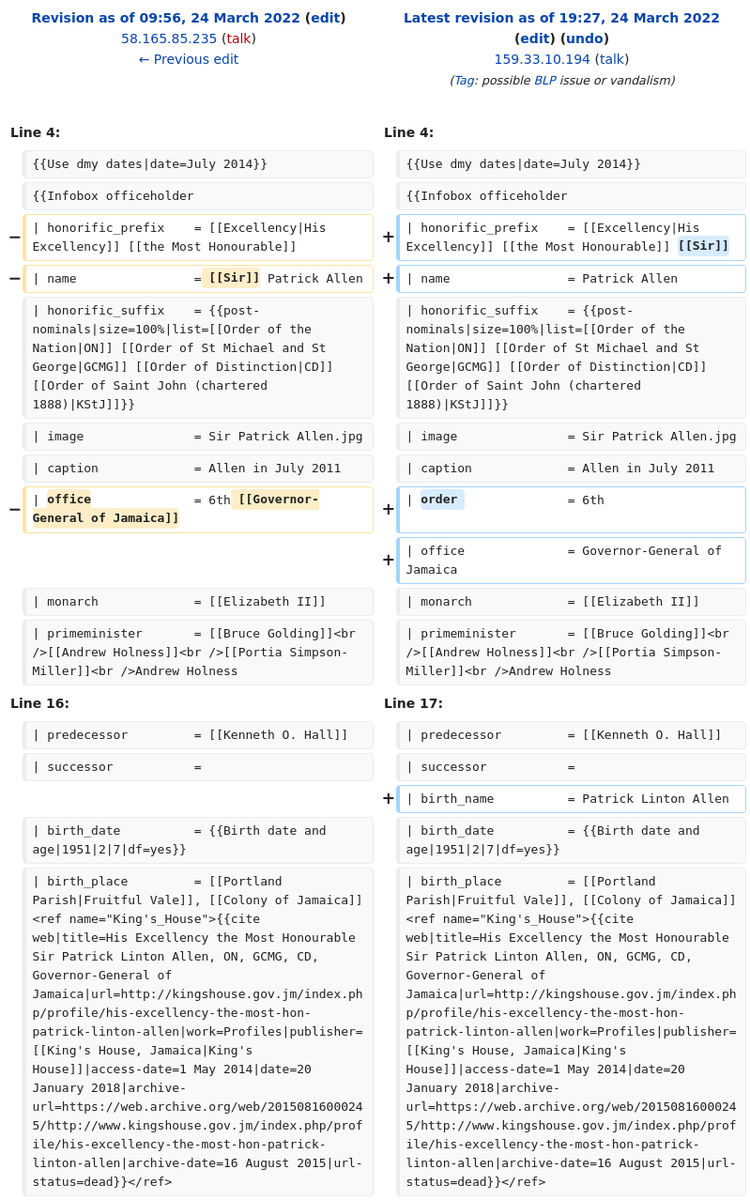 Revision as of 09:56, 24 March 2022 (edit)
58.165.85.235 (talk)
← Previous edit
Latest revision as of 19:27, 24 March 2022
(edit) (undo)
159.33.10.194 (talk)
(Tag: possible BLP issue or vandalism)
Line 4:
{{Use dmy dates|date=July 2014}}
{{Infobox officeholder
− | honorific_prefix    = [[Excellency|His
Excellency]] [[the Most Honourable]]
− | name               = [[Sir]] Patrick Allen
| honorific_suffix    = {{post-
nominals|size=100%|list=[[Order of the
Nation|ON]] [[Order of St Michael and St
George|GCMG]] [[Order of Distinction|CD]]
[[Order of Saint John (chartered
1888)|KStJ]]}}
| image               = Sir Patrick Allen.jpg
| caption             = Allen in July 2011
− | office              = 6th [[Governor-
General of Jamaica]]
| monarch             = [[Elizabeth II]]
| primeminister       = [[Bruce Golding]]<br
/>[[Andrew Holness]]<br />[[Portia Simpson-
Miller]]<br />Andrew Holness
Line 16:
| predecessor         = [[Kenneth O. Hall]]
| successor           =
| birth_date          = {{Birth date and
age|1951|2|7|df=yes}}
| birth_place         = [[Portland
Parish|Fruitful Vale]], [[Colony of Jamaica]]
<ref name="King's_House">{{cite
web|title=His Excellency the Most Honourable
Sir Patrick Linton Allen, ON, GCMG, CD,
Governor-General of
Jamaica|url=http://kingshouse.gov.jm/index.ph
p/profile/his-excellency-the-most-hon-
patrick-linton-allen|work=Profiles|publisher=
[[King's House, Jamaica|King's
House]]|access-date=1 May 2014|date=20
January 2018|archive-
url=https://web.archive.org/web/2015081600024
5/http://www.kingshouse.gov.jm/index.php/prof
ile/his-excellency-the-most-hon-patrick-
linton-allen|archive-date=16 August 2015|url-
status=dead}}</ref>
Line 4:
{{Use dmy dates|date=July 2014}}
{{Infobox officeholder
+ | honorific_prefix    = [[Excellency|His
Excellency]] [[the Most Honourable]] [[Sir]]
+ | name                = Patrick Allen
| honorific_suffix    = {{post-
nominals|size=100%|list=[[Order of the
Nation|ON]] [[Order of St Michael and St
George|GCMG]] [[Order of Distinction|CD]]
[[Order of Saint John (chartered
1888)|KStJ]]}}
| image               = Sir Patrick Allen.jpg
| caption             = Allen in July 2011
+ | order               = 6th
+ | office              = Governor-General of
Jamaica
| monarch             = [[Elizabeth II]]
| primeminister       = [[Bruce Golding]]<br
/>[[Andrew Holness]]<br />[[Portia Simpson-
Miller]]<br />Andrew Holness
Line 17:
| predecessor         = [[Kenneth O. Hall]]
| successor           =
+ | birth_name          = Patrick Linton Allen
| birth_date          = {{Birth date and
age|1951|2|7|df=yes}}
| birth_place         = [[Portland
Parish|Fruitful Vale]], [[Colony of Jamaica]]
<ref name="King's_House">{{cite
web|title=His Excellency the Most Honourable
Sir Patrick Linton Allen, ON, GCMG, CD,
Governor-General of
Jamaica|url=http://kingshouse.gov.jm/index.ph
p/profile/his-excellency-the-most-hon-
patrick-linton-allen|work=Profiles|publisher=
[[King's House, Jamaica|King's
House]]|access-date=1 May 2014|date=20
January 2018|archive-
url=https://web.archive.org/web/2015081600024
5/http://www.kingshouse.gov.jm/index.php/prof
ile/his-excellency-the-most-hon-patrick-
linton-allen|archive-date=16 August 2015|url-
status=dead}}</ref>